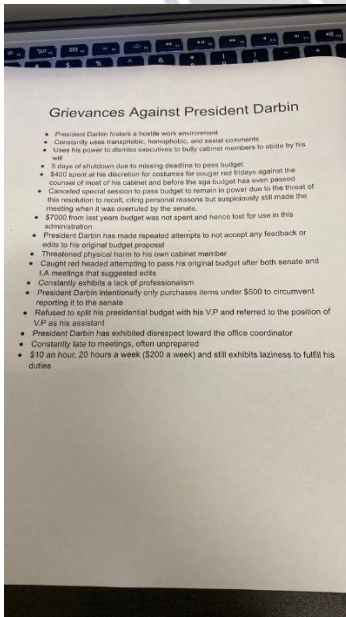 Grievances Against President Darbin
• President Darbin fosters a hostile work environment
• Constantly uses transphobic, homophobic, and sexist comments
• Uses his power to dismiss executives to bully cabinet members to abide by his
will
• 5 days of shutdown due to missing deadline to pass budget
• $400 spent at his discretion for costumes for cougar red fridays against the
counsel of most of his cabinet and before the sga budget has even passed
• Canceled special session to pass budget to remain in power due to the threat of
this resolution to recall, citing personal reasons but suspiciously still made the
meeting when it was overruled by the senate.
• $7000 from last years budget was not spent and hence lost for use in this
administration
• President Darbin has made repeated attempts to not accept any feedback or
edits to his original budget proposal
• Threatened physical harm to his own cabinet member
• Caught red headed attempting to pass his original budget after both senate and
I.A meetings that suggested edits
• Constantly exhibits a lack of professionalism
• President Darbin intentionally only purchases items under $500 to circumvent
reporting it to the senate
• Refused to split his presidential budget with his V.P and referred to the position of
V.P as his assistant
• President Darbin has exhibited disrespect toward the office coordinator
• Constantly late to meetings, often unprepared
• $10 an hour, 20 hours a week ($200 a week) and still exhibits laziness to fulfill his
duties